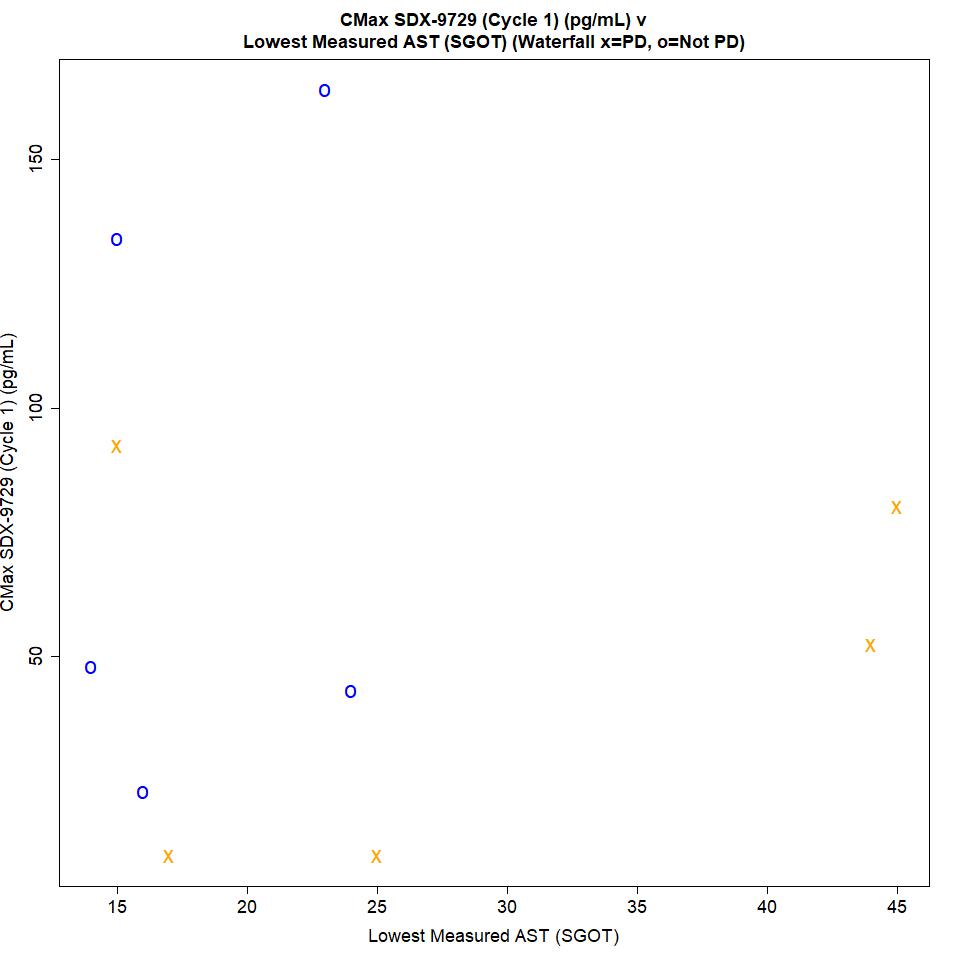 CMax SDX-9729 (Cycle 1) (pg/mL) v
Lowest Measured AST (SGOT) (Waterfall x=PD, o=Not PD)
CMax SDX-9729 (Cycle 1) (pg/mL)
150
100
50
o
o
x
x
x
o
o
o
x
x
15
20
25
30
35
40
45
Lowest Measured AST (SGOT)